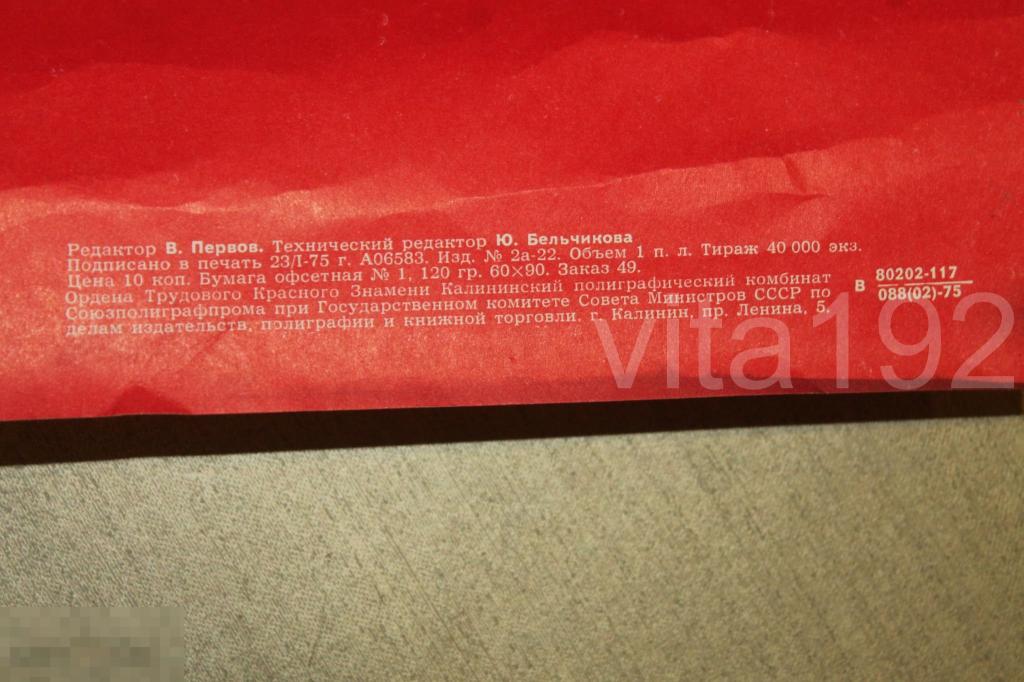 Редактор В. Первов. Технический редактор Ю. Бельчикова
Подписано в печать 23/I-75 г. А06583. Изд. № 2а-22. Объем 1 п. л. Тираж 40 000 экз.
Цена 10 коп. Бумага офсетная № 1, 120 гр. 60×90. Заказ 49.
Ордена Трудового Красного Знамени Калининский полиграфический комбинат
Союзполиграфпрома при Государственном комитете Совета Министров СССР по
делам издательств, полиграфии и книжной торговли. г. Калинин, пр. Ленина, 5.
В 80202-117
088(02)-75
vita192